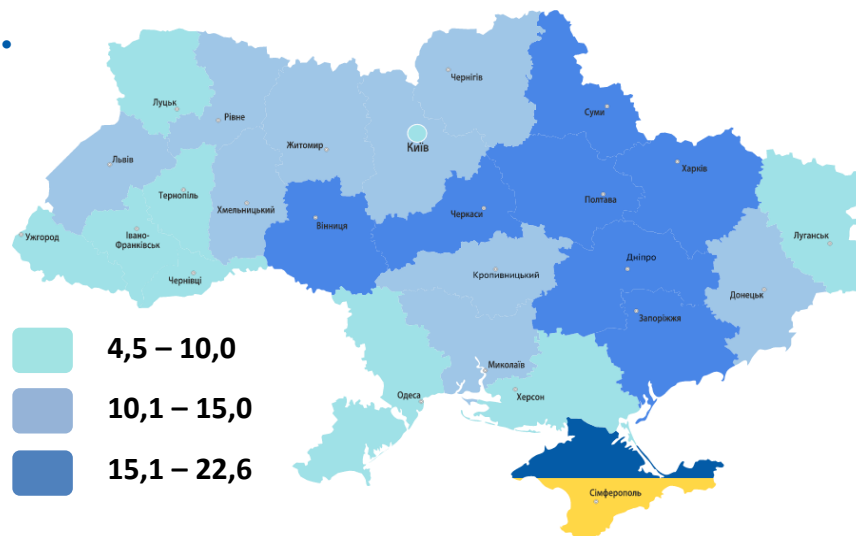 Чернігів
Луцьк
Рівне
Суми
Житомир
Київ
Львів
Харків
Тернопіль
Хмельницький
Полтава
Черкаси
Вінниця
Ужгород
Івано-
Франківськ
Луганськ
Дніпро
Чернівці
Кропивницький
Донецьк
Запоріжжя
4,5 – 10,0
Миколаїв
Одеса
Херсон
10,1 – 15,0
15,1 – 22,6
Сімферополь